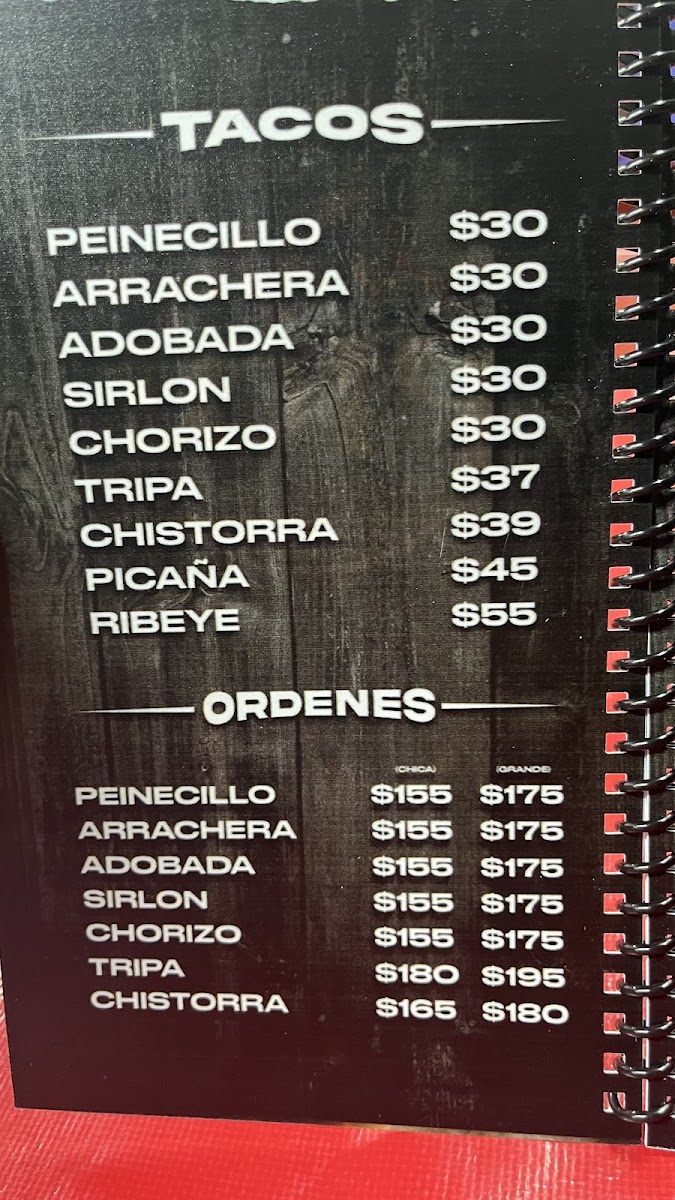 TACOS
PEINECILLO $30
ARRACHERA $30
ADOBADA $30
SIRLON $30
CHORIZO $30
TRIPA $37
CHISTORRA $39
PICAÑA $45
RIBEYE $55
ORDENES
(CHICA) (GRANDE)
PEINECILLO $155 $175
ARRACHERA $155 $175
ADOBADA $155 $175
SIRLON $155 $175
CHORIZO $155 $175
TRIPA $180 $195
CHISTORRA $165 $180